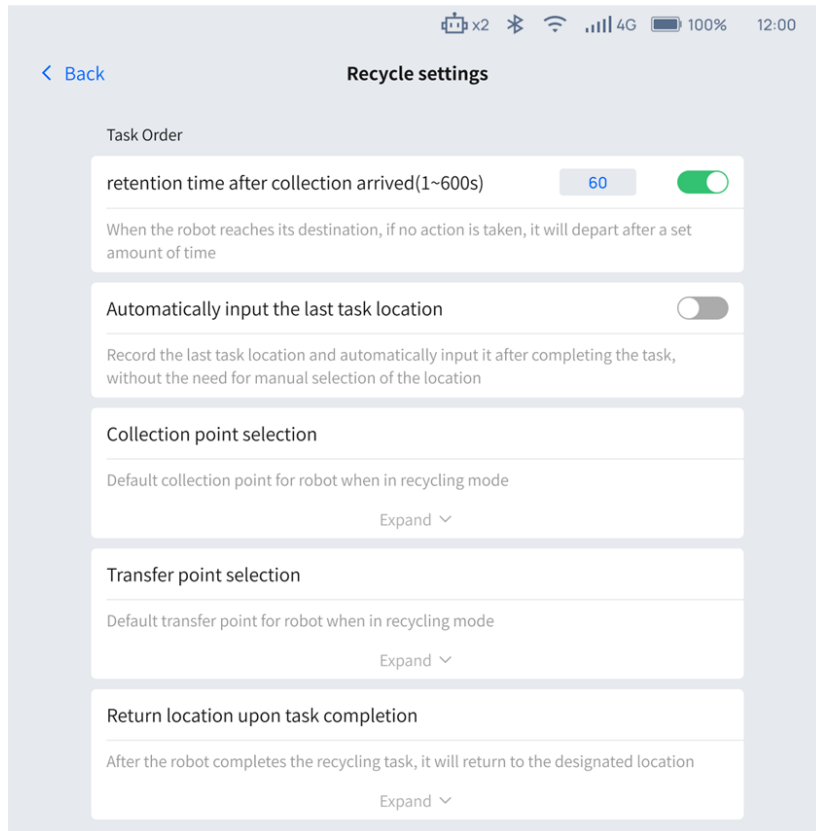 x2 4G 100% 12:00
Back Recycle settings
Task Order
retention time after collection arrived(1~600s) 60
When the robot reaches its destination, if no action is taken, it will depart after a set
amount of time
Automatically input the last task location
Record the last task location and automatically input it after completing the task,
without the need for manual selection of the location
Collection point selection
Default collection point for robot when in recycling mode
Expand
Transfer point selection
Default transfer point for robot when in recycling mode
Expand
Return location upon task completion
After the robot completes the recycling task, it will return to the designated location
Expand